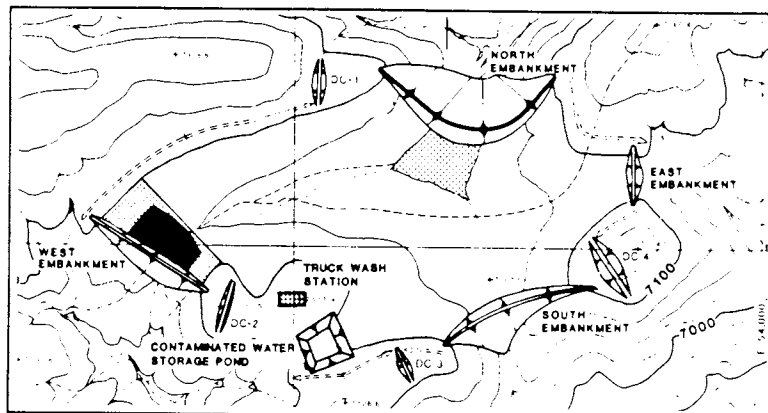 NORTH
EMBANKMENT
DC-1
EAST
EMBANKMENT
WEST
EMBANKMENT
DC-4
TRUCK WASH
STATION
7100
DC-2
SOUTH
EMBANKMENT
7000
CONTAMINATED WATER
STORAGE POND
DC-3